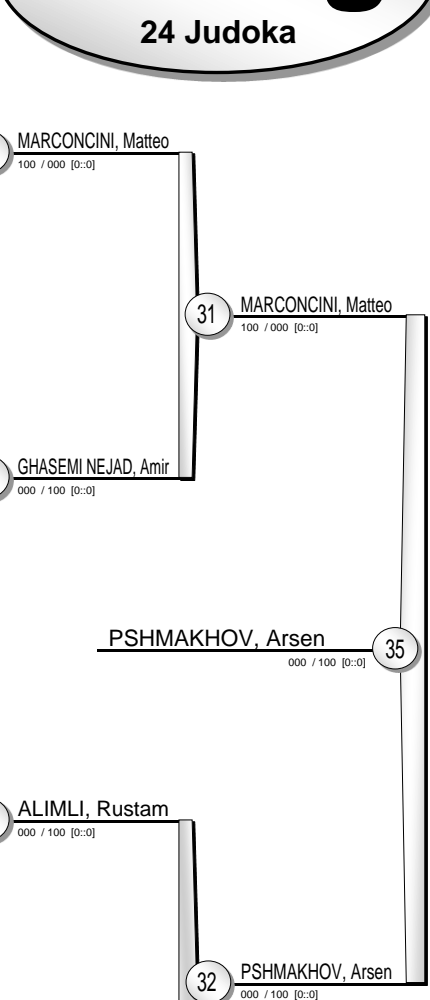 24 Judoka
MARCONCINI, Matteo
100 / 000 [0::0]
31
MARCONCINI, Matteo
100 / 000 [0::0]
GHASEMI NEJAD, Amir
000 / 100 [0::0]
PSHMAKHOV, Arsen
35
000 / 100 [0::0]
ALIMLI, Rustam
000 / 100 [0::0]
32
PSHMAKHOV, Arsen
000 / 100 [0::0]